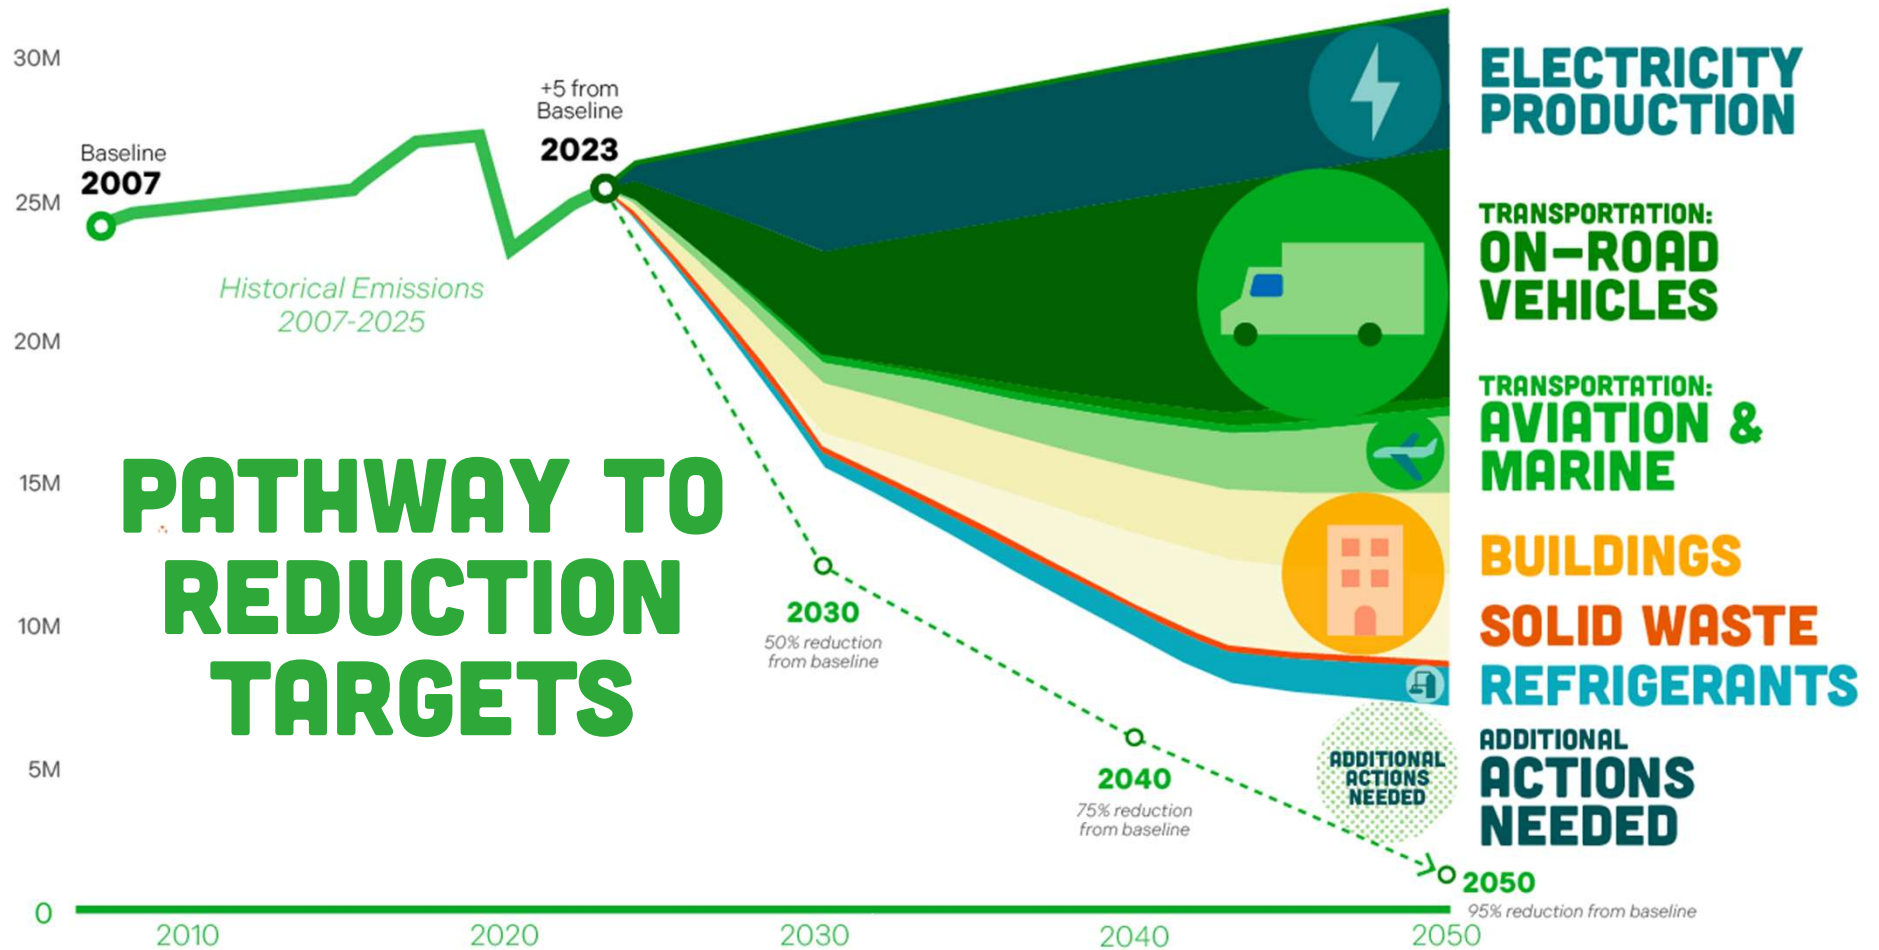 30M
25M
20M
15M
10M
5M
0
Baseline
2007
+5 from
Baseline
2023
Historical Emissions
2007-2025
PATHWAY TO
REDUCTION
TARGETS
2030
50% reduction
from baseline
2040
75% reduction
from baseline
ADDITIONAL
ACTIONS
NEEDED
2050
95% reduction from baseline
ELECTRICITY
PRODUCTION
TRANSPORTATION:
ON-ROAD
VEHICLES
TRANSPORTATION:
AVIATION &
MARINE
BUILDINGS
SOLID WASTE
REFRIGERANTS
ADDITIONAL
ACTIONS
NEEDED
2010
2020
2030
2040
2050